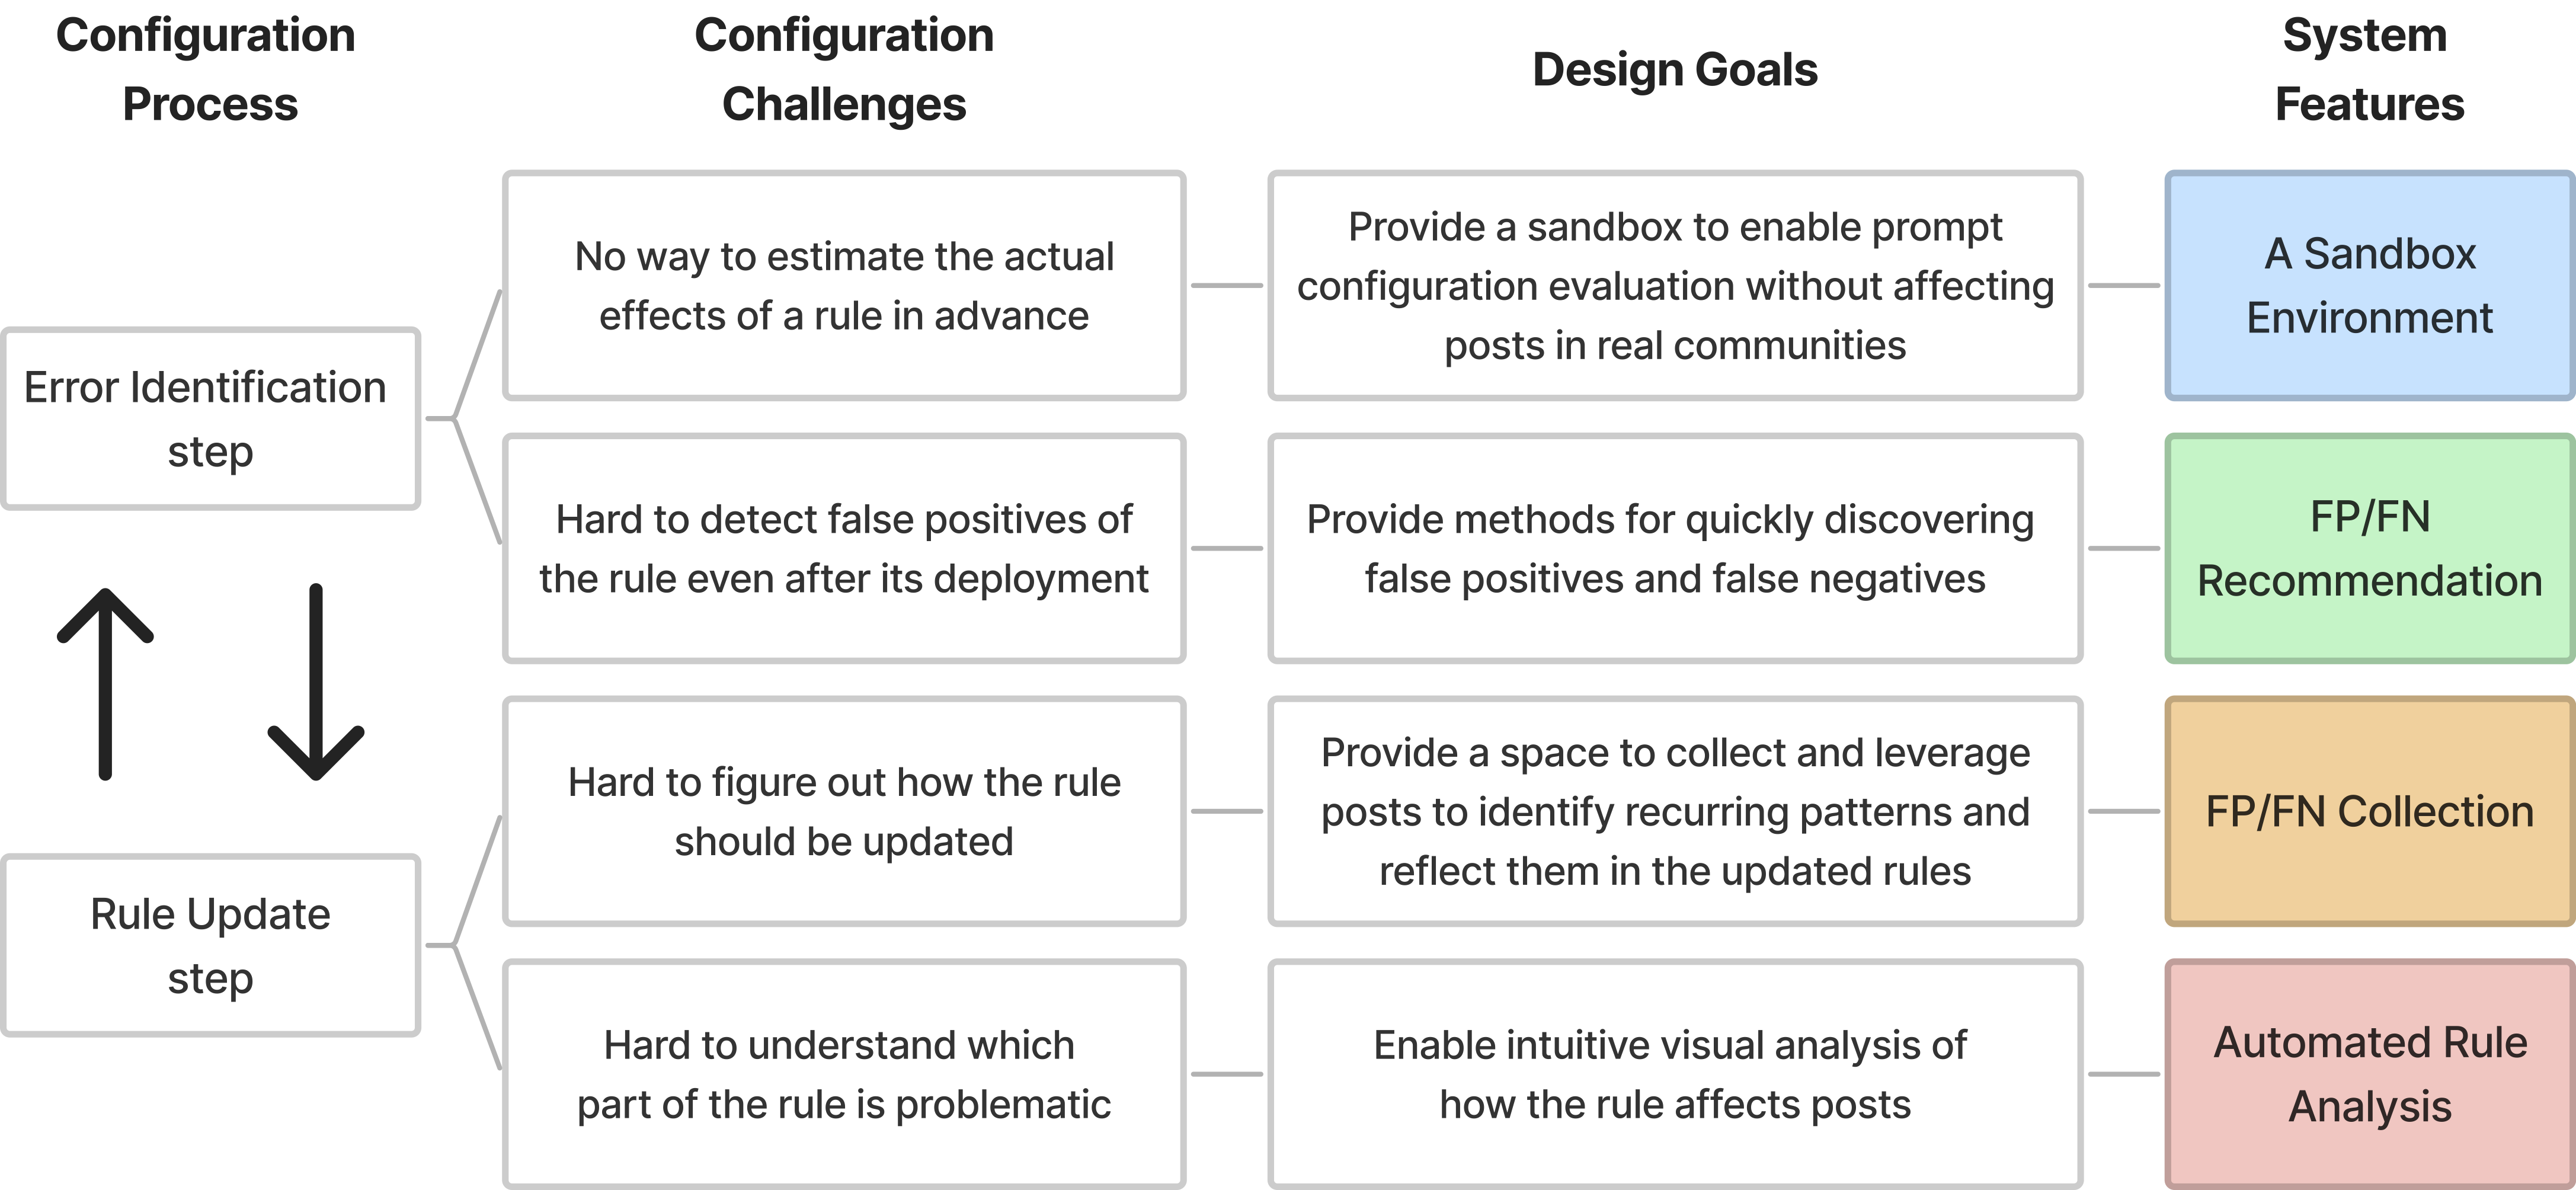 Configuration
Process
Configuration
Challenges
Design Goals
System
Features
Error Identification
step
Rule Update
step
No way to estimate the actual
effects of a rule in advance
Provide a sandbox to enable prompt
configuration evaluation without affecting
posts in real communities
A Sandbox
Environment
Hard to detect false positives of
the rule even after its deployment
Provide methods for quickly discovering
false positives and false negatives
FP/FN
Recommendation
Hard to figure out how the rule
should be updated
Provide a space to collect and leverage
posts to identify recurring patterns and
reflect them in the updated rules
FP/FN Collection
Hard to understand which
part of the rule is problematic
Enable intuitive visual analysis of
how the rule affects posts
Automated Rule
Analysis